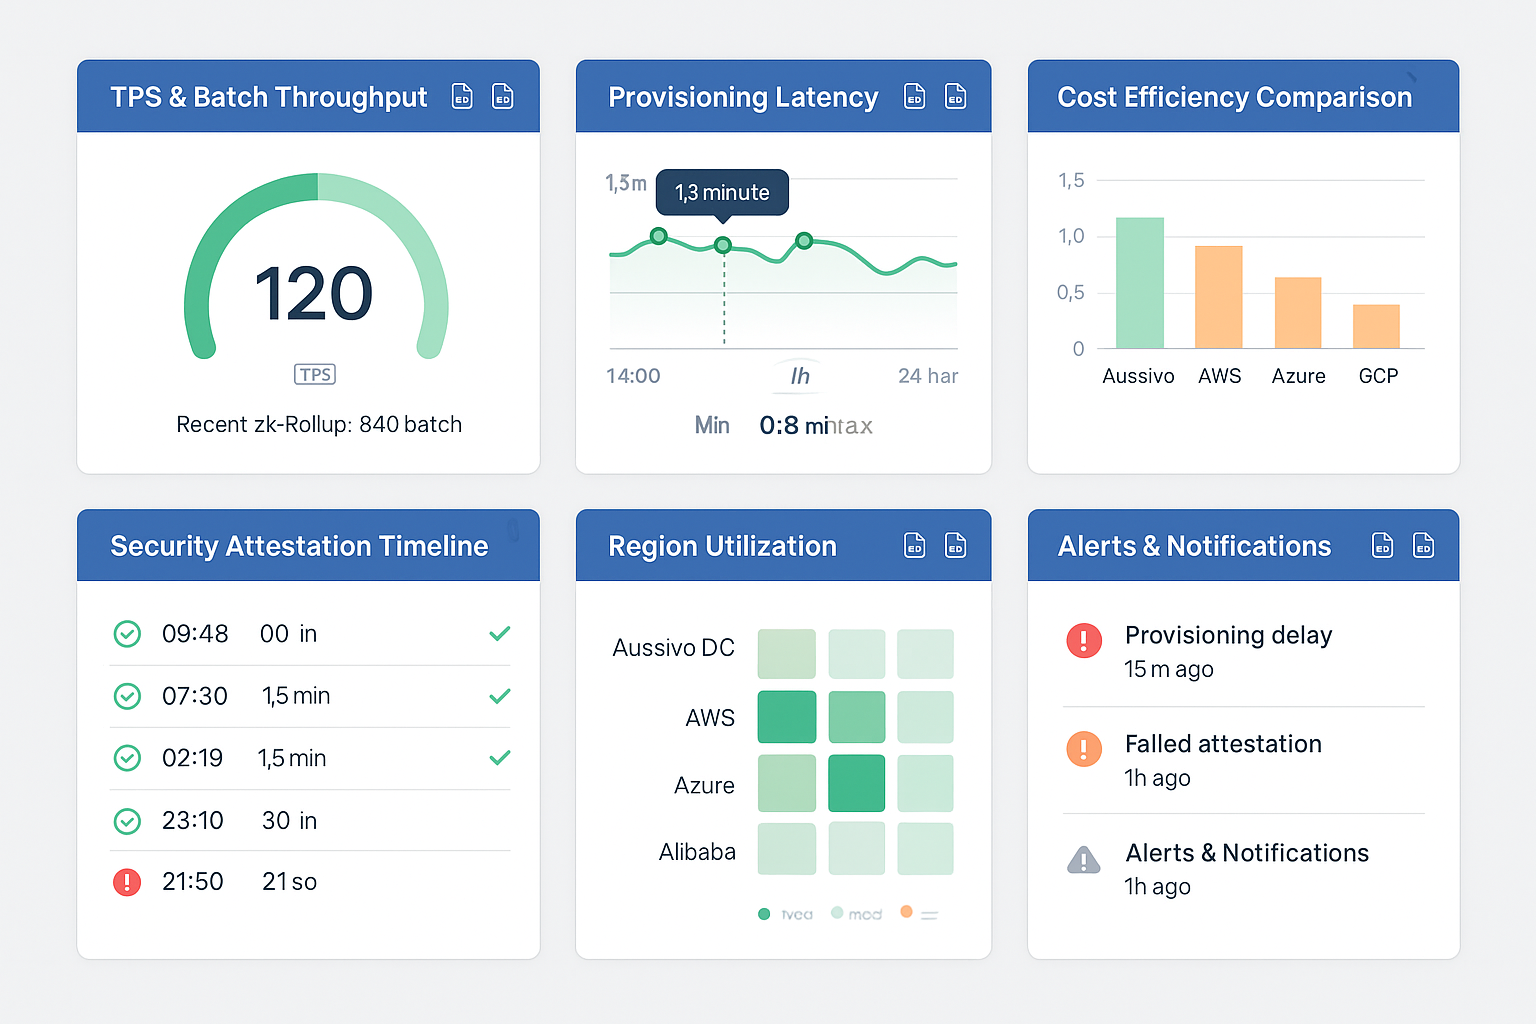 TPS & Batch Throughput
ED ED
120
TPS
Recent zk-Rollup: 840 batch
Provisioning Latency
ED ED
1,5m
1,3 minute
14:00 lh 24 har
Min 0:8 mintax
Cost Efficiency Comparison
1,5
1,0
0,5
0
Aussivo AWS Azure GCP
Security Attestation Timeline
09:48 00 in
07:30 1,5 min
02:19 1,5 min
23:10 30 in
21:50 21 so
Region Utilization
ED ED
Aussivo DC
AWS
Azure
Alibaba
Alerts & Notifications
ED ED
Provisioning delay
15 m ago
Falled attestation
1h ago
Alerts & Notifications
1h ago